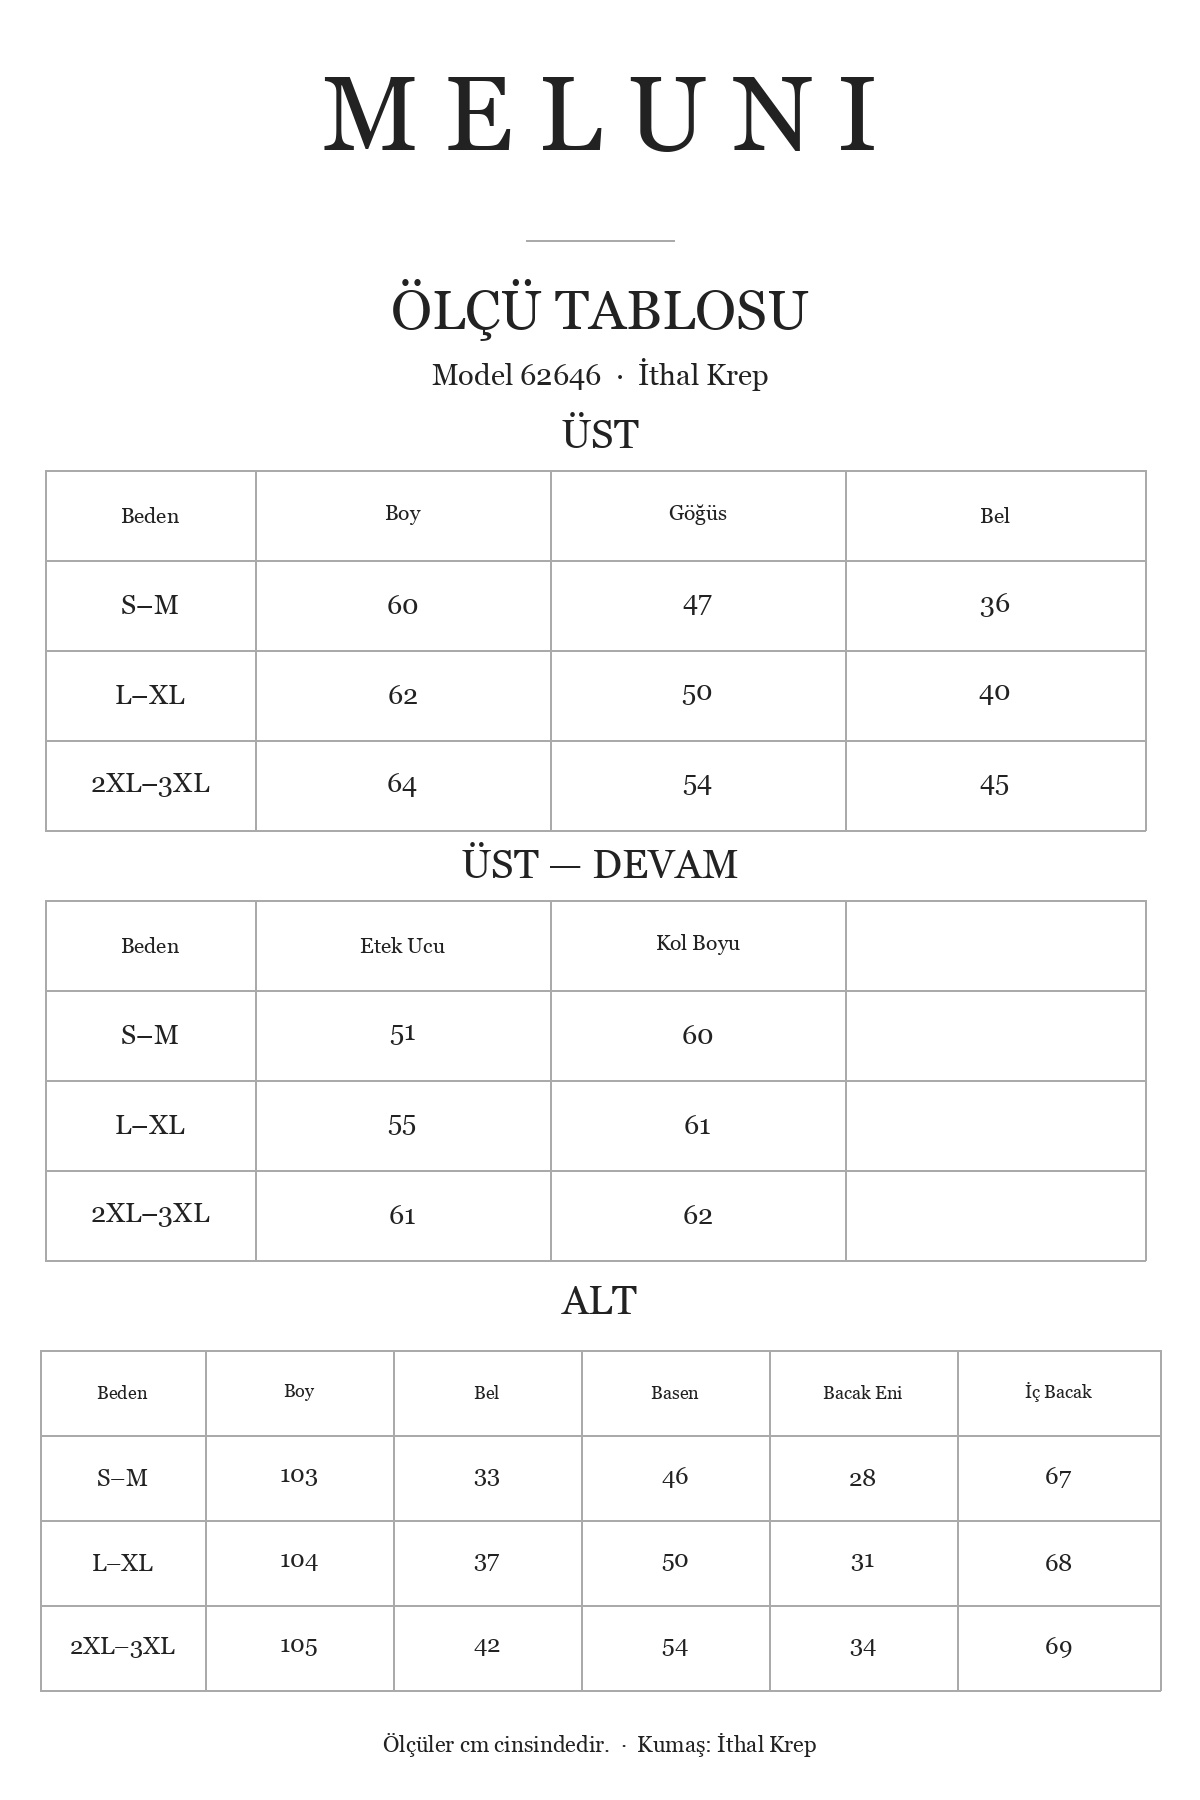 MELUNI
ÖLÇÜ TABLOSU
Model 62646 · İthal Krep
ÜST
Beden Boy Göğüs Bel
S–M 60 47 36
L–XL 62 50 40
2XL–3XL 64 54 45
ÜST — DEVAM
Beden Etek Ucu Kol Boyu
S–M 51 60
L–XL 55 61
2XL–3XL 61 62
ALT
Beden Boy Bel Basen Bacak Eni İç Bacak
S–M 103 33 46 28 67
L–XL 104 37 50 31 68
2XL–3XL 105 42 54 34 69
Ölçüler cm cinsindedir. · Kumaş: İthal Krep